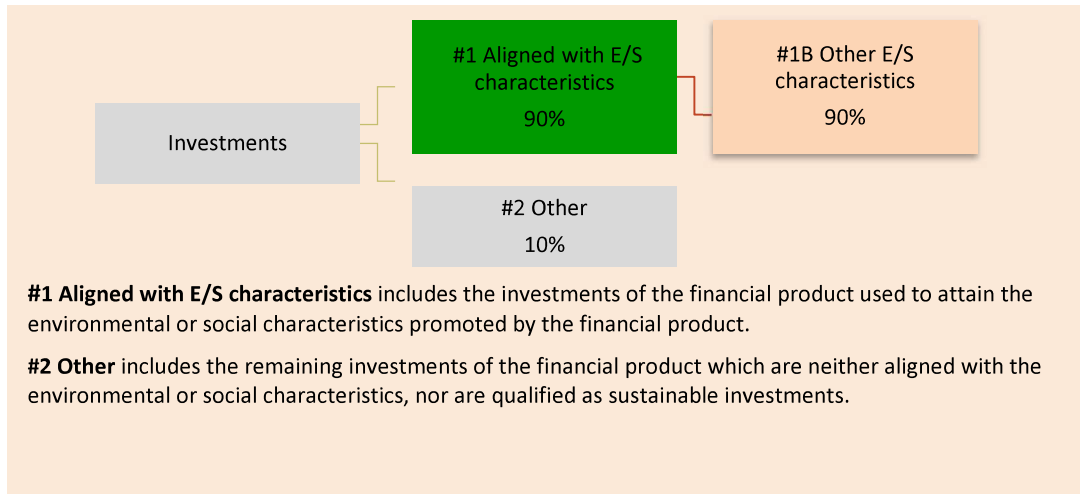 #1 Aligned with E/S
characteristics
90%
#1B Other E/S
characteristics
90%
Investments
#2 Other
10%
#1 Aligned with E/S characteristics includes the investments of the financial product used to attain the
environmental or social characteristics promoted by the financial product.
#2 Other includes the remaining investments of the financial product which are neither aligned with the
environmental or social characteristics, nor are qualified as sustainable investments.